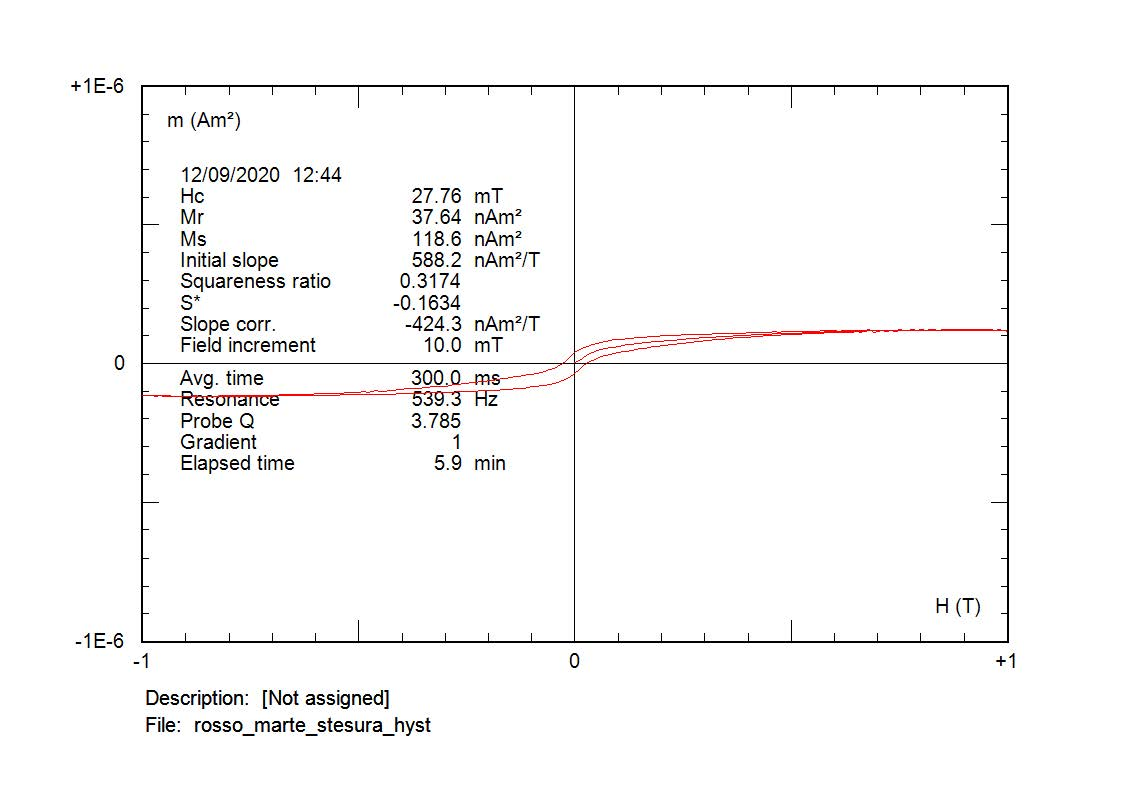 +1E-6
m (Am²)
12/09/2020 12:44
Hc 27.76 mT
Mr 37.64 nAm²
Ms 118.6 nAm²
Initial slope 588.2 nAm²/T
Squareness ratio 0.3174
S* -0.1634
Slope corr. -424.3 nAm²/T
Field increment 10.0 mT
0
Avg. time 300.0 ms
Resonance 539.3 Hz
Probe Q 3.785
Gradient 1
Elapsed time 5.9 min
H (T)
-1E-6
-1 0 +1
Description: [Not assigned]
File: rosso_marte_stesura_hyst